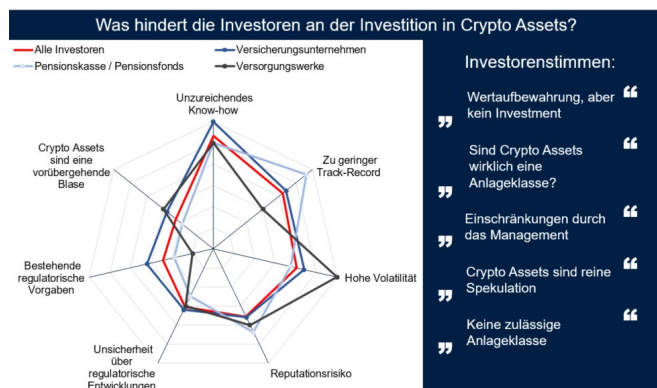 Was hindert die Investoren an der Investition in Crypto Assets?
Alle Investoren
Versicherungsunternehmen
Pensionskasse / Pensionsfonds
Versorgungswerke
Unzureichendes
Know-how
Zu geringer
Track-Record
Hohe Volatilität
Reputationsrisiko
Unsicherheit
über
regulatorische
Entwicklungen
Bestehende
regulatorische
Vorgaben
Crypto Assets
sind eine
vorübergehende
Blase
Investorenstimmen:
Wertaufbewahrung, aber
kein Investment
Sind Crypto Assets
wirklich eine
Anlageklasse?
Einschränkungen durch
das Management
Crypto Assets sind reine
Spekulation
Keine zulässige
Anlageklasse